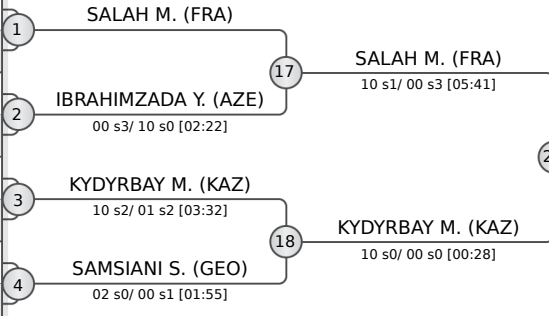 SALAH M. (FRA)
1
17
SALAH M. (FRA)
10 s1/ 00 s3 [05:41]
IBRAHIMZADA Y. (AZE)
2
00 s3/ 10 s0 [02:22]
KYDYRBAY M. (KAZ)
3
10 s2/ 01 s2 [03:32]
18
KYDYRBAY M. (KAZ)
10 s0/ 00 s0 [00:28]
SAMSIANI S. (GEO)
4
02 s0/ 00 s1 [01:55]